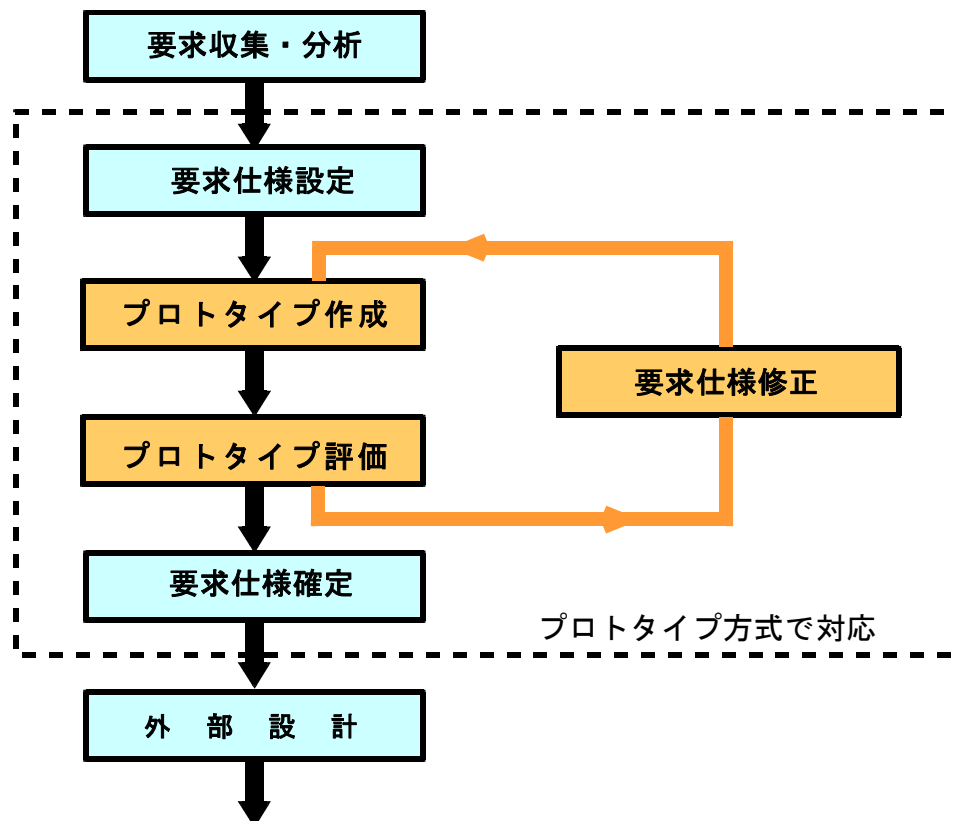 要求収集・分析
要求仕様設定
プロトタイプ作成
要求仕様修正
プロトタイプ評価
要求仕様確定
プロトタイプ方式で対応
外 部 設 計